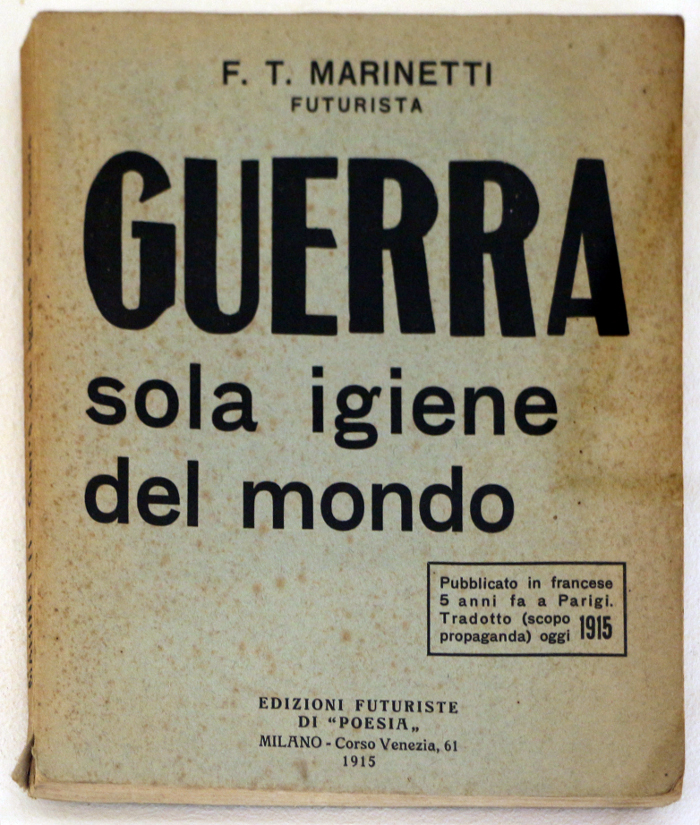 F. T. MARINETTI
FUTURISTA
GUERRA
sola igiene
del mondo
Pubblicato in francese
5 anni fa a Parigi.
Tradotto (scopo
propaganda) oggi 1915
EDIZIONI FUTURISTE
DI “POESIA„
MILANO - Corso Venezia, 61
1915